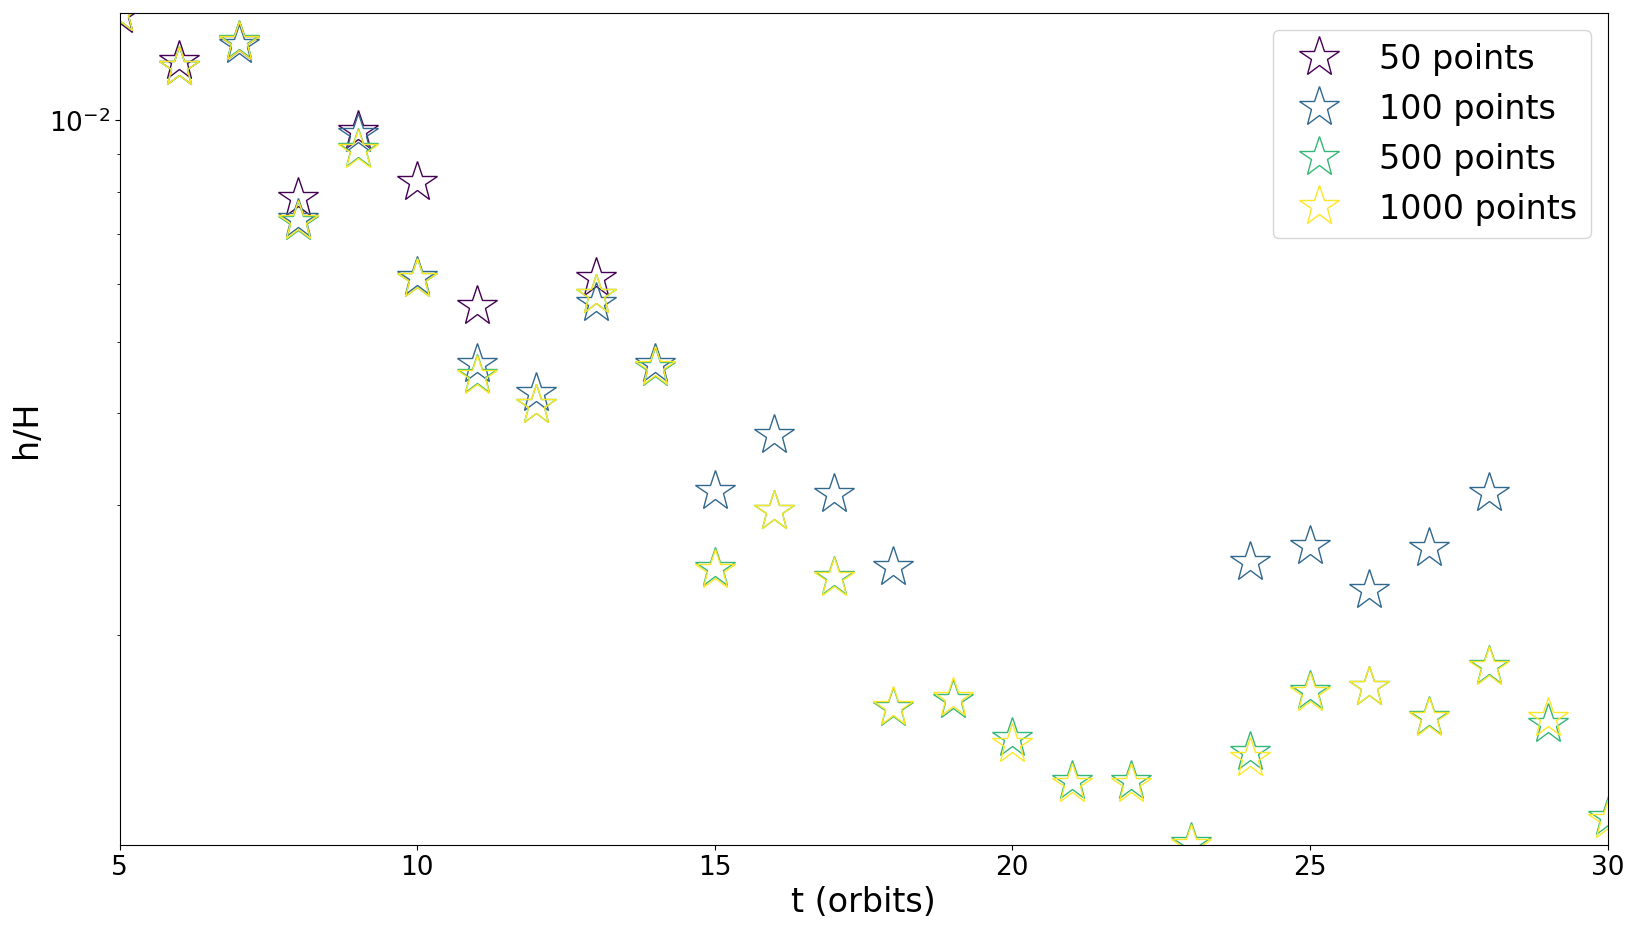 50 points
100 points
500 points
1000 points
10⁻²
h/H
5
10
15
20
25
30
t (orbits)